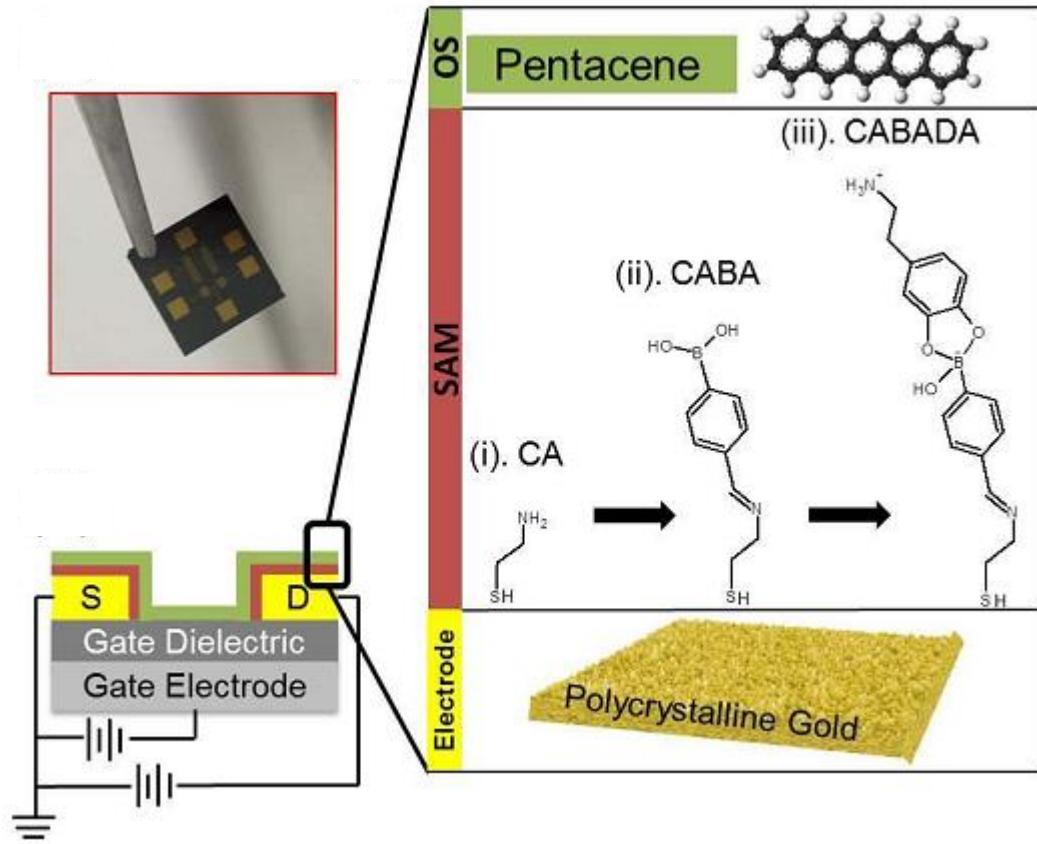 OS
Pentacene
(iii). CABADA
H₃N⁺
(ii). CABA
HO
B
OH
O
O
B⁻
HO
SAM
(i). CA
NH₂
N
N
SH
SH
SH
S
D
Gate Dielectric
Gate Electrode
Electrode
Polycrystalline Gold